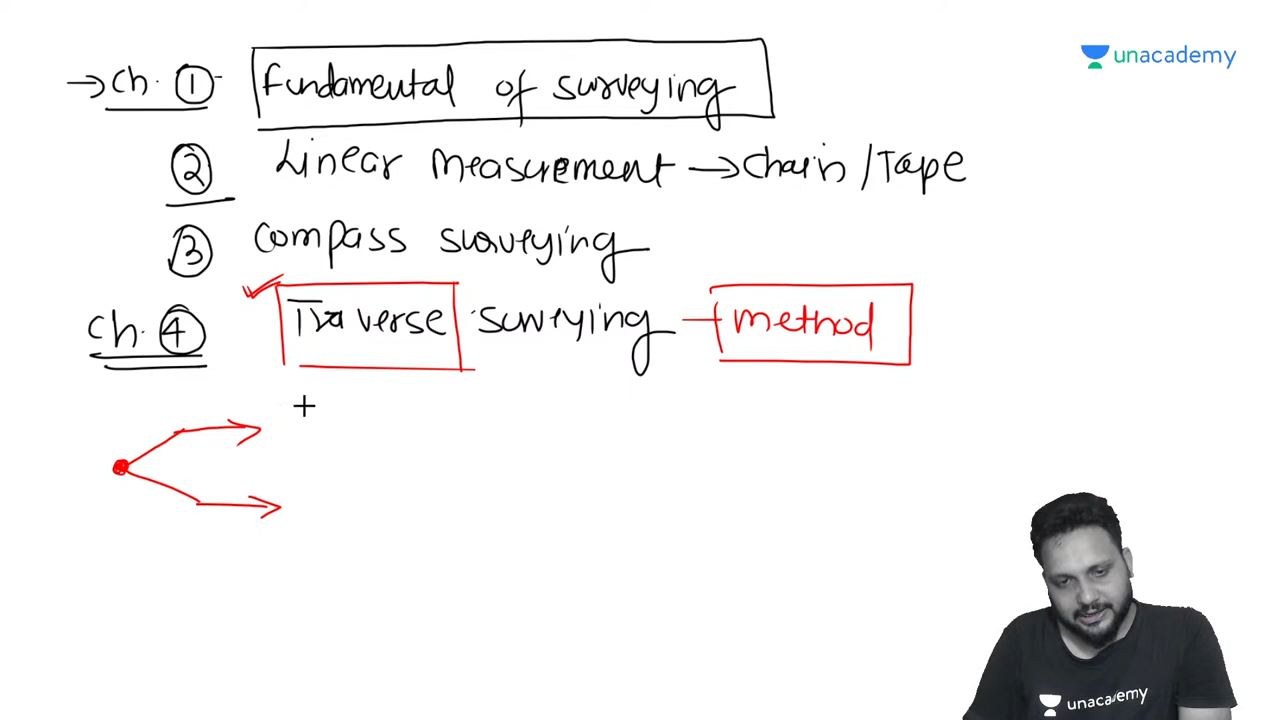 unacademy
→ Ch. ① Fundamental of surveying
② Linear Measurement → Chain/Tape
③ Compass surveying
Ch. ④ Traverse surveying - method
unacademy